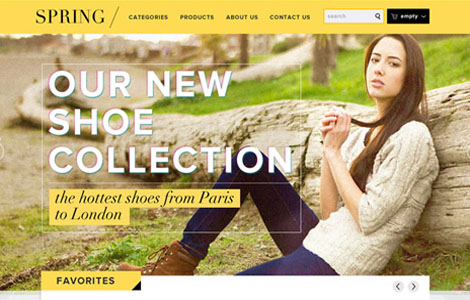 SPRING/
CATEGORIES PRODUCTS ABOUT US CONTACT US
search
empty
OUR NEW
SHOE
COLLECTION
the hottest shoes from Paris
to London
FAVORITES